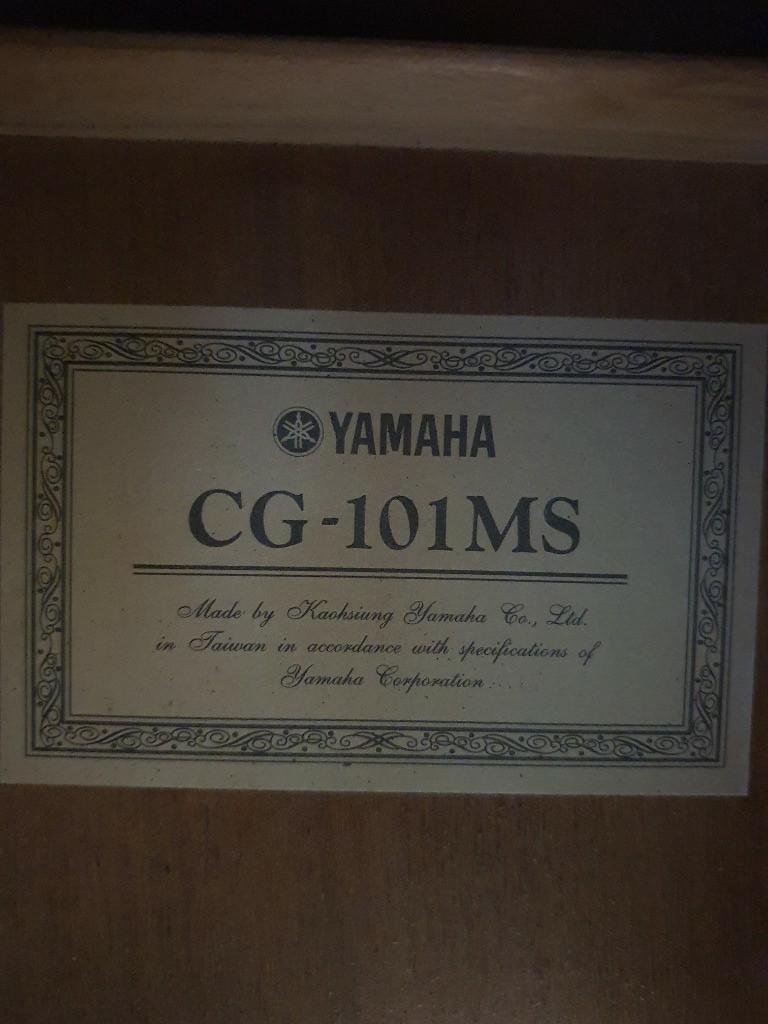 YAMAHA
CG-101MS
Made by Kaohsiung Yamaha Co., Ltd.
in Taiwan in accordance with specifications of
Yamaha Corporation